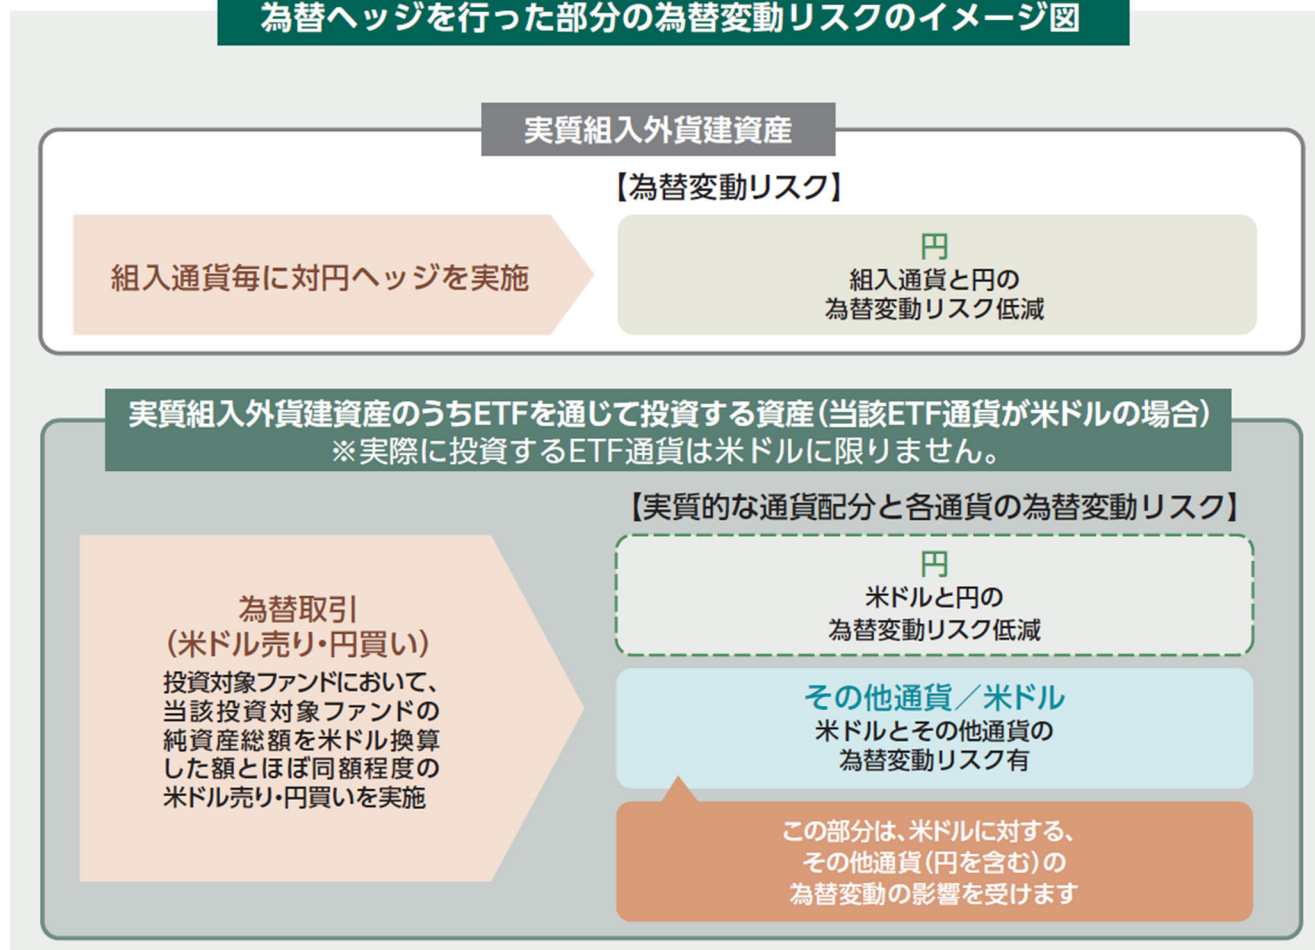 為替ヘッジを行った部分の為替変動リスクのイメージ図
実質組入外貨建資産
【為替変動リスク】
組入通貨毎に対円ヘッジを実施
円
組入通貨と円の
為替変動リスク低減
実質組入外貨建資産のうちETFを通じて投資する資産(当該ETF通貨が米ドルの場合)
※実際に投資するETF通貨は米ドルに限りません。
【実質的な通貨配分と各通貨の為替変動リスク】
為替取引
(米ドル売り・円買い)
投資対象ファンドにおいて、
当該投資対象ファンドの
純資産総額を米ドル換算
した額とほぼ同額程度の
米ドル売り・円買いを実施
円
米ドルと円の
為替変動リスク低減
その他通貨／米ドル
米ドルとその他通貨の
為替変動リスク有
この部分は、米ドルに対する、
その他通貨(円を含む)の
為替変動の影響を受けます